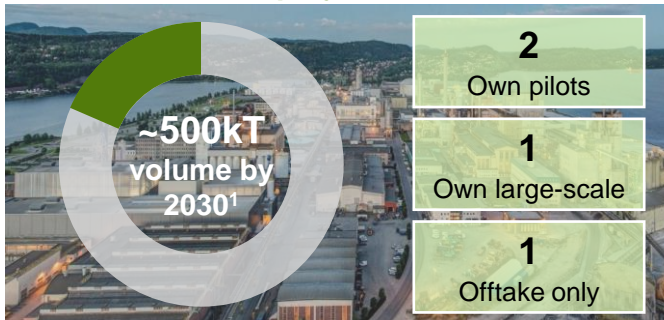 ~500kT
volume by
2030¹
2
Own pilots
1
Own large-scale
1
Offtake only